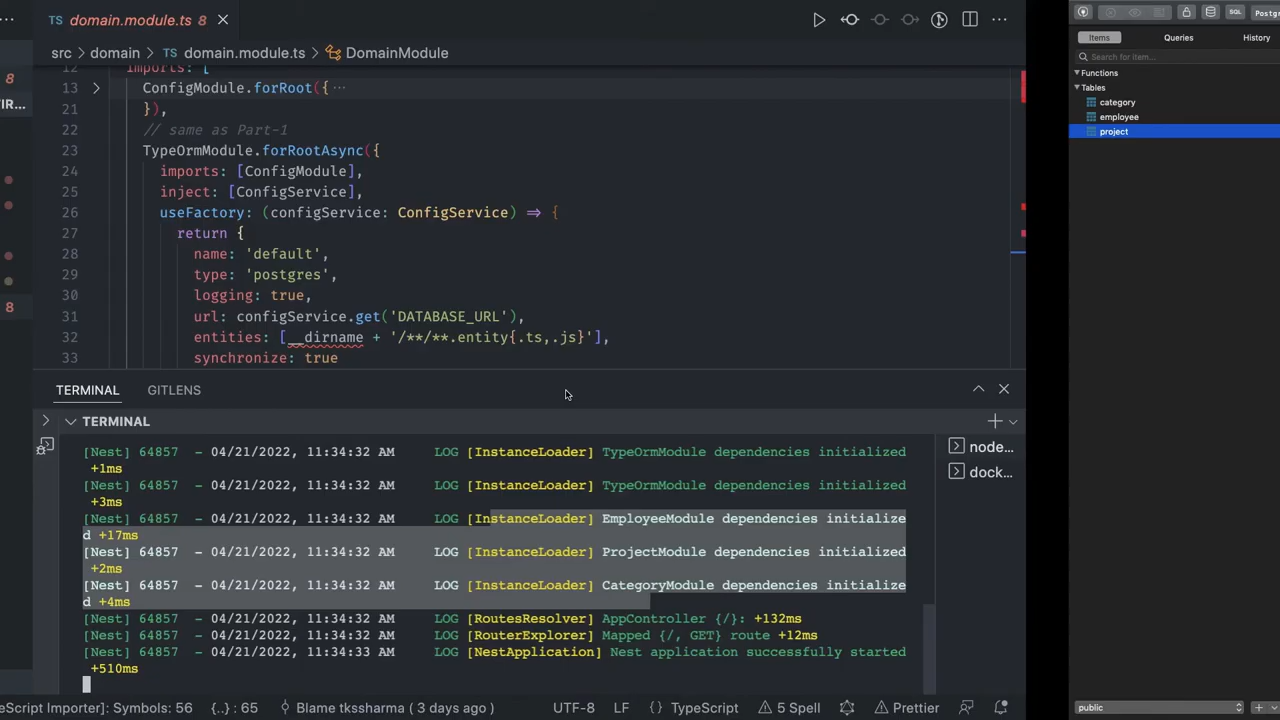 TS domain.module.ts 8
SQL
Postgr
src domain TS domain.module.ts DomainModule
Items Queries History
Search for item...
Functions
Tables
category
employee
project
8
IR...
8
12 imports: [
13 ConfigModule.forRoot({ ...
21 }),
22 // same as Part-1
23 TypeOrmModule.forRootAsync({
24 imports: [ConfigModule],
25 inject: [ConfigService],
26 useFactory: (configService: ConfigService) => {
27 return {
28 name: 'default',
29 type: 'postgres',
30 logging: true,
31 url: configService.get('DATABASE_URL'),
32 entities: [__dirname + '/**/**.entity{.ts,.js}'],
33 synchronize: true
TERMINAL GITLENS
TERMINAL
node...
dock...
[Nest] 64857 - 04/21/2022, 11:34:32 AM LOG [InstanceLoader] TypeOrmModule dependencies initialized
+1ms
[Nest] 64857 - 04/21/2022, 11:34:32 AM LOG [InstanceLoader] TypeOrmModule dependencies initialized
+3ms
[Nest] 64857 - 04/21/2022, 11:34:32 AM LOG [InstanceLoader] EmployeeModule dependencies initialize
d +17ms
[Nest] 64857 - 04/21/2022, 11:34:32 AM LOG [InstanceLoader] ProjectModule dependencies initialized
+2ms
[Nest] 64857 - 04/21/2022, 11:34:32 AM LOG [InstanceLoader] CategoryModule dependencies initialize
d +4ms
[Nest] 64857 - 04/21/2022, 11:34:32 AM LOG [RoutesResolver] AppController {/}: +132ms
[Nest] 64857 - 04/21/2022, 11:34:32 AM LOG [RouterExplorer] Mapped {/, GET} route +12ms
[Nest] 64857 - 04/21/2022, 11:34:33 AM LOG [NestApplication] Nest application successfully started
+510ms
peScript Importer]: Symbols: 56 {..} : 65 Blame tkssharma ( 3 days ago ) UTF-8 LF {} TypeScript 5 Spell Prettier
public